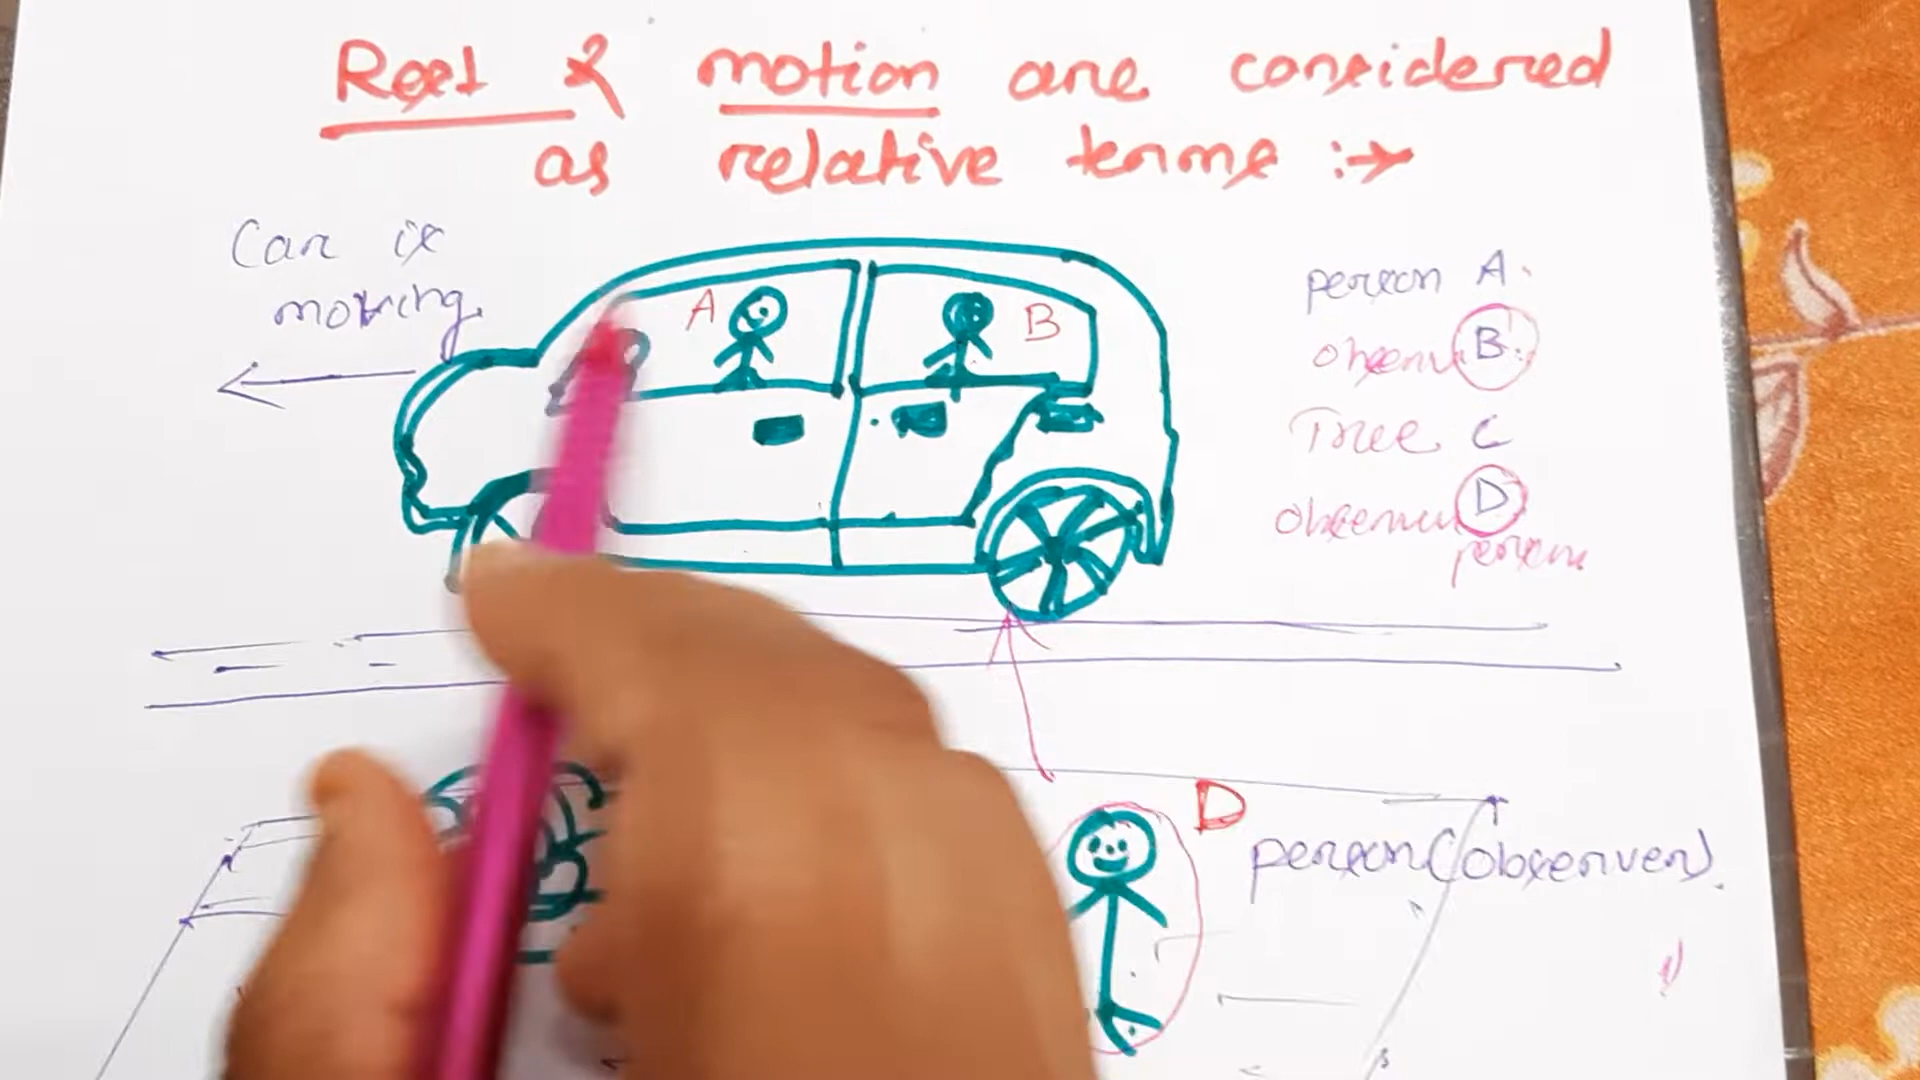 Rest & motion are considered
as relative terms :→
Car is
moving
A
B
person A.
observer B.
Tree C
observer D
person
D
person (observer).